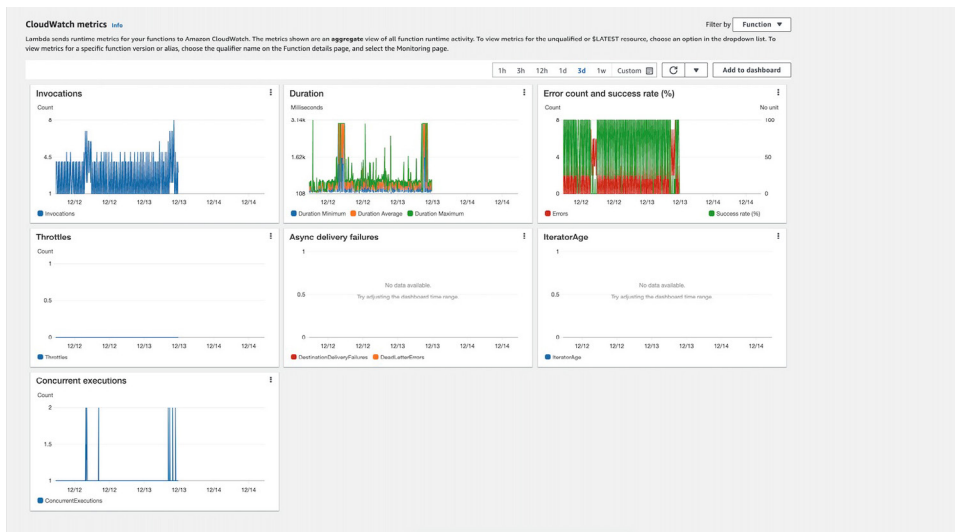 CloudWatch metrics Info
Filter by Function
Lambda sends runtime metrics for your functions to Amazon CloudWatch. The metrics shown are an aggregate view of all function runtime activity. To view metrics for the unqualified or $LATEST resource, choose an option in the dropdown list. To
view metrics for a specific function version or alias, choose the qualifier name on the Function details page, and select the Monitoring page.
1h 3h 12h 1d 3d 1w Custom
Add to dashboard
Invocations
Count
8
4.5
1
12/12 12/12 12/13 12/13 12/14 12/14
Invocations
Duration
Milliseconds
3.14k
1.62k
108
12/12 12/12 12/13 12/13 12/14 12/14
Duration Minimum Duration Average Duration Maximum
Error count and success rate (%)
Count No unit
8 100
4 50
0 0
12/12 12/12 12/13 12/13 12/14 12/14
Errors Success rate (%)
Throttles
Count
1
0.5
0
12/12 12/12 12/13 12/13 12/14 12/14
Throttles
Async delivery failures
1
No data available.
0.5
Try adjusting the dashboard time range.
0
12/12 12/12 12/13 12/13 12/14 12/14
DestinationDeliveryFailures DeadLetterErrors
IteratorAge
1
No data available.
0.5
Try adjusting the dashboard time range.
0
12/12 12/12 12/13 12/13 12/14 12/14
IteratorAge
Concurrent executions
Count
2
1.5
1
12/12 12/12 12/13 12/13 12/14 12/14
ConcurrentExecutions